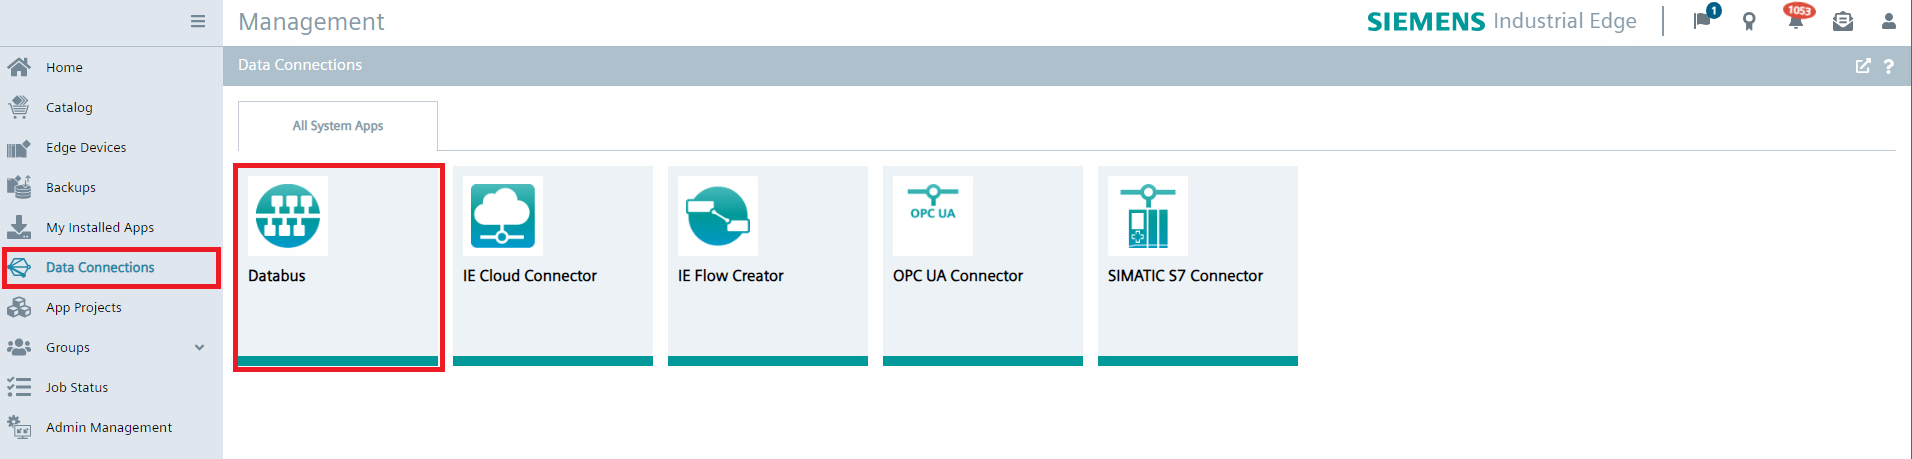 Management
SIEMENS Industrial Edge
1
1053
Home
Catalog
Edge Devices
Backups
My Installed Apps
Data Connections
App Projects
Groups
Job Status
Admin Management
Data Connections
?
All System Apps
Databus
IE Cloud Connector
IE Flow Creator
OPC UA
OPC UA Connector
SIMATIC S7 Connector